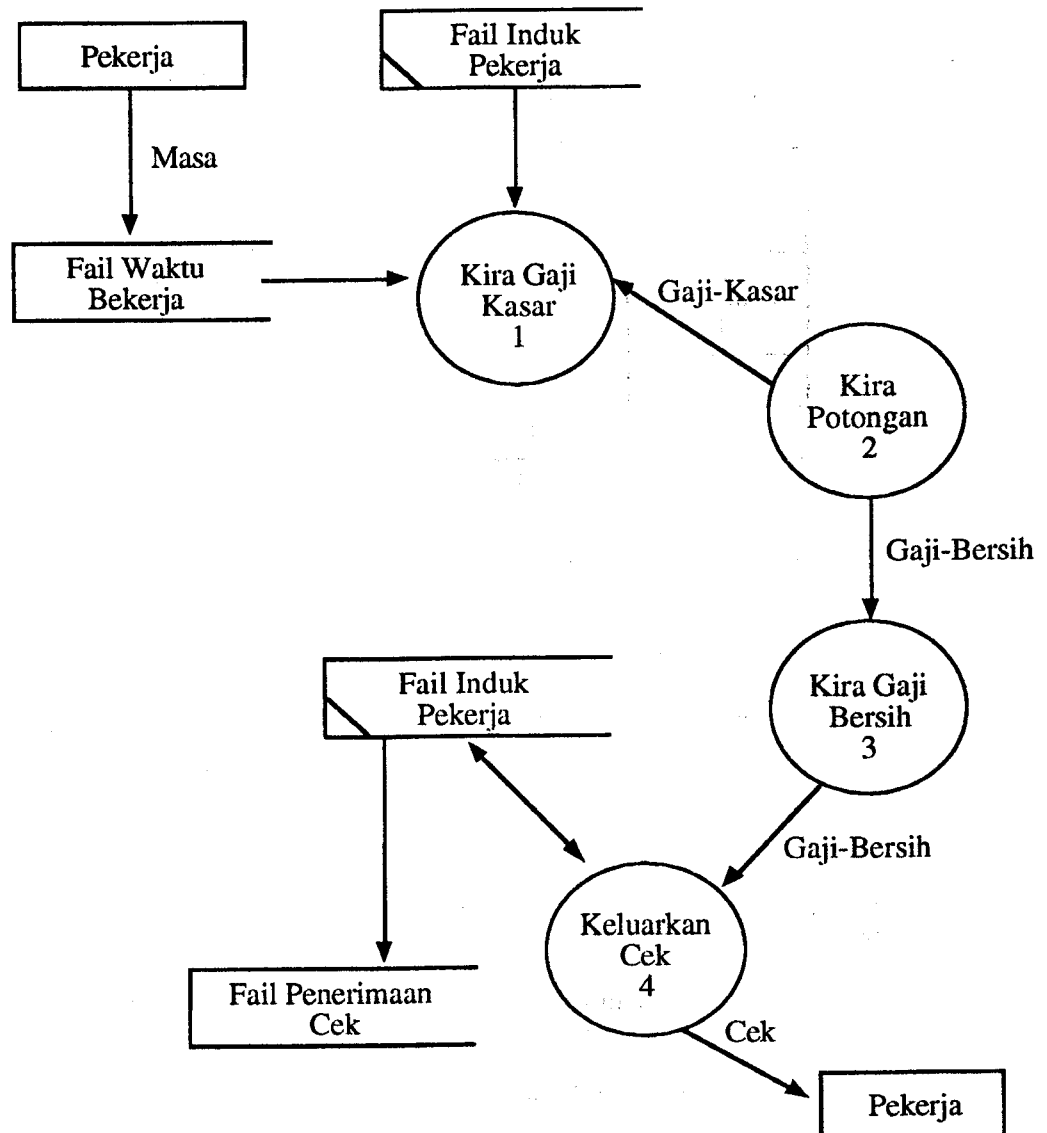 Pekerja
Fail Induk
Pekerja
Masa
Fail Waktu
Bekerja
Kira Gaji
Kasar
1
Gaji-Kasar
Kira
Potongan
2
Gaji-Bersih
Fail Induk
Pekerja
Kira Gaji
Bersih
3
Gaji-Bersih
Keluarkan
Cek
4
Fail Penerimaan
Cek
Cek
Pekerja